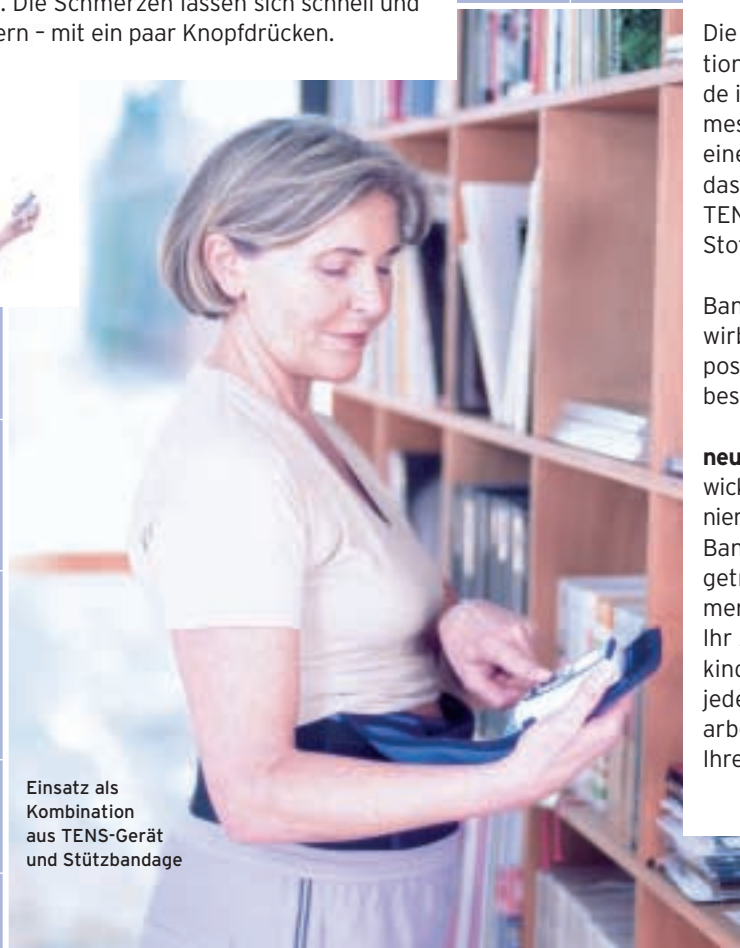 . Die Schmerzen lassen sich schnell und
ern – mit ein paar Knopfdrücken.
Einsatz als
Kombination
aus TENS-Gerät
und Stützbandage
Die
tion
de i
mes
eine
das
TEN
Sto
Ban
wirb
pos
bes
neu
wick
nier
Ban
getr
mer
Ihr
kind
jede
arb
Ihre